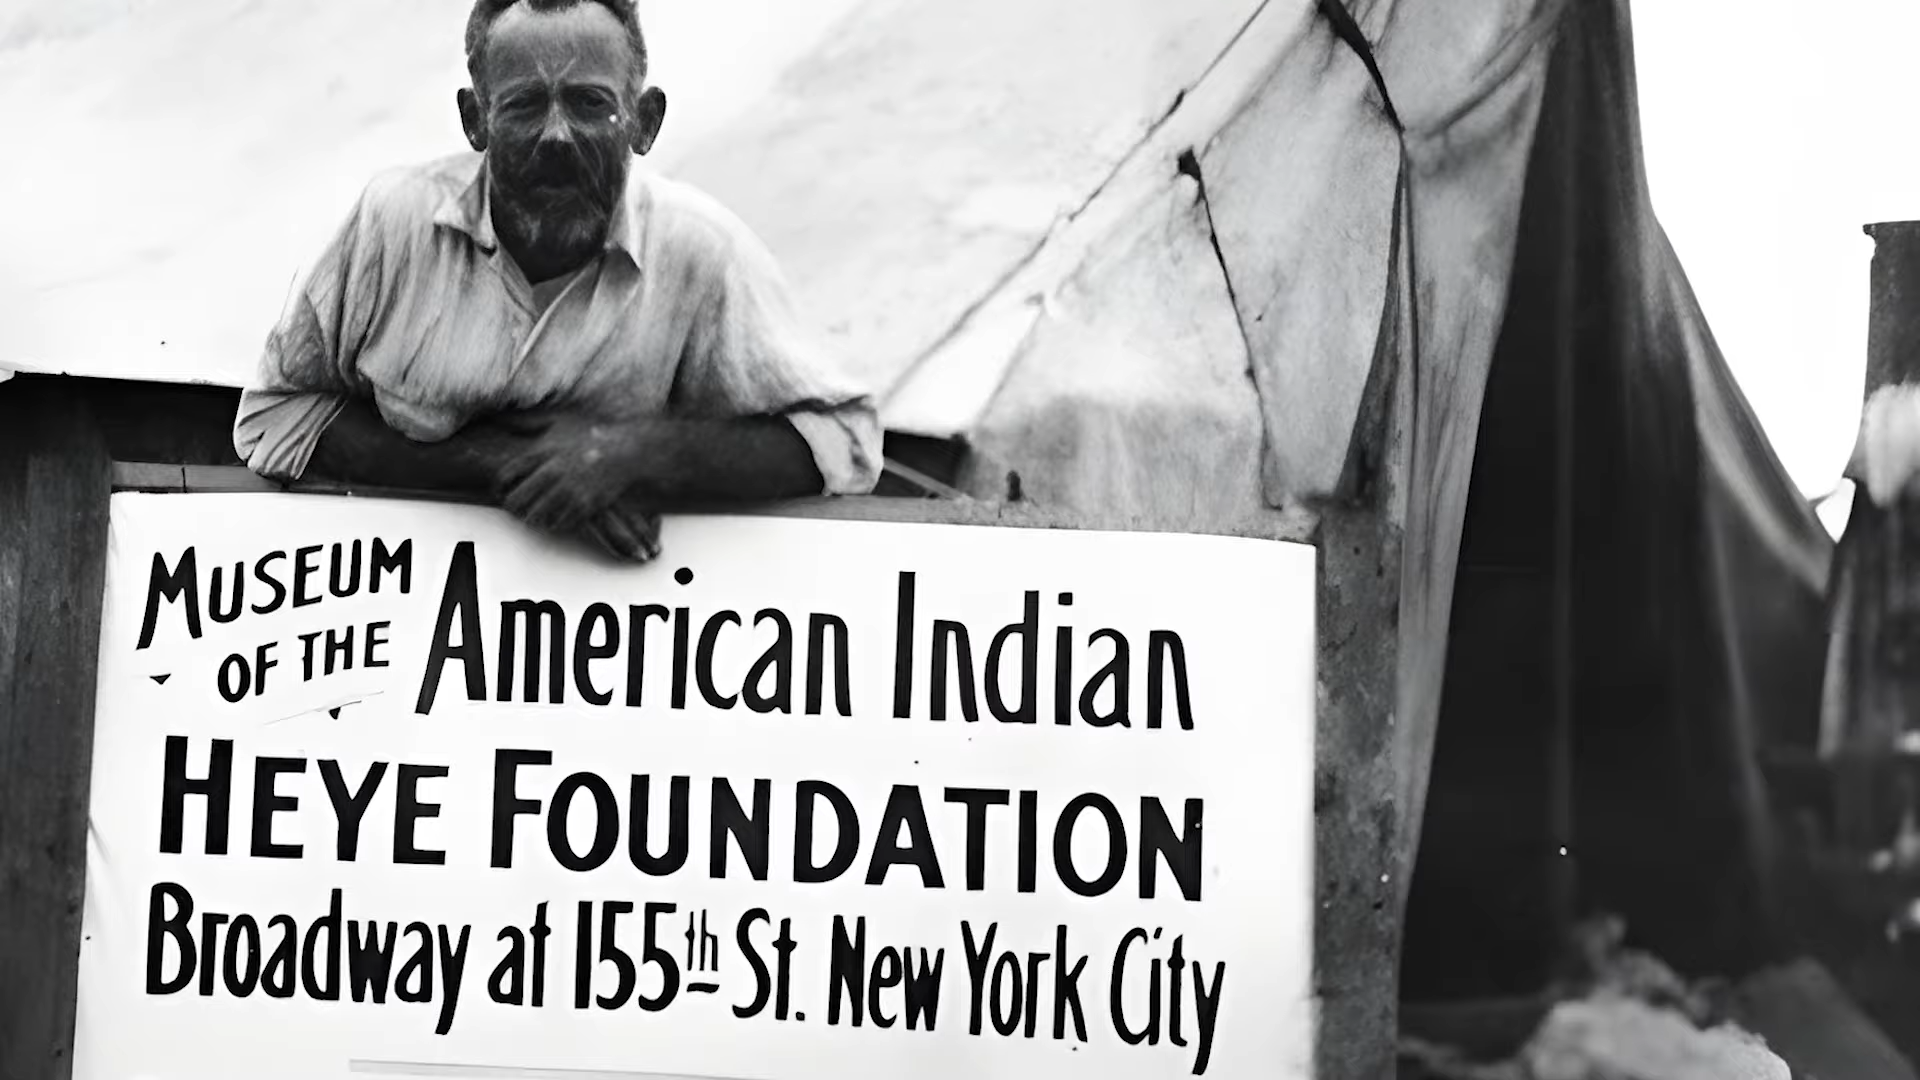 MUSEUM
OF THE
American Indian
HEYE FOUNDATION
Broadway at 155th St. New York City